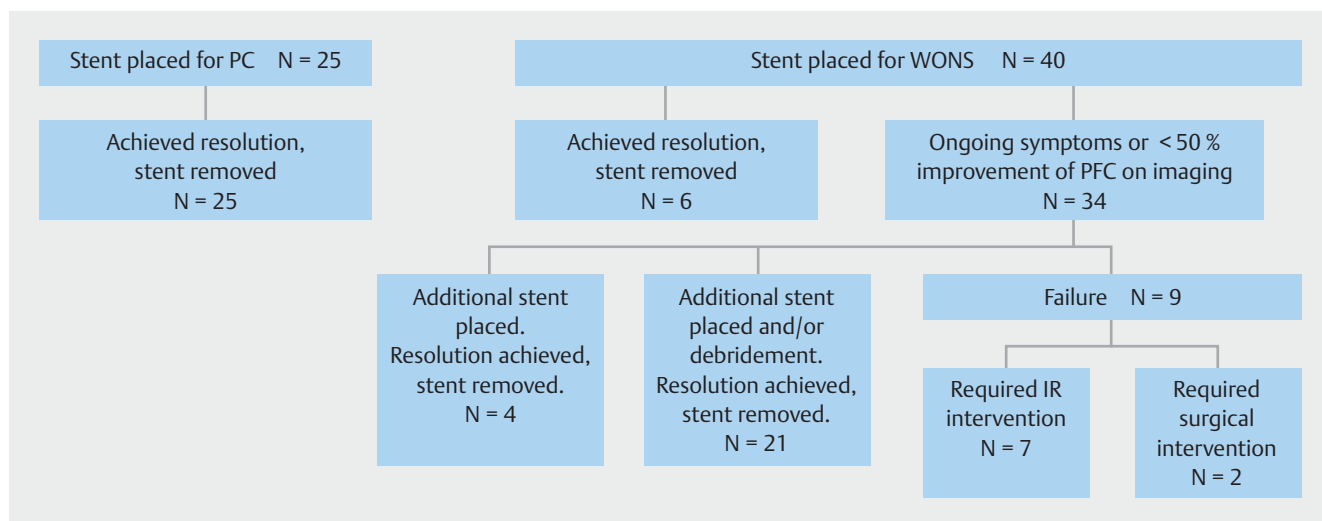 Stent placed for PC N = 25
Stent placed for WONS N = 40
Achieved resolution,
stent removed
N = 25
Achieved resolution,
stent removed
N = 6
Ongoing symptoms or < 50 %
improvement of PFC on imaging
N = 34
Additional stent
placed.
Resolution achieved,
stent removed.
N = 4
Additional stent
placed and/or
debridement.
Resolution achieved,
stent removed.
N = 21
Failure N = 9
Required IR
intervention
N = 7
Required
surgical
intervention
N = 2